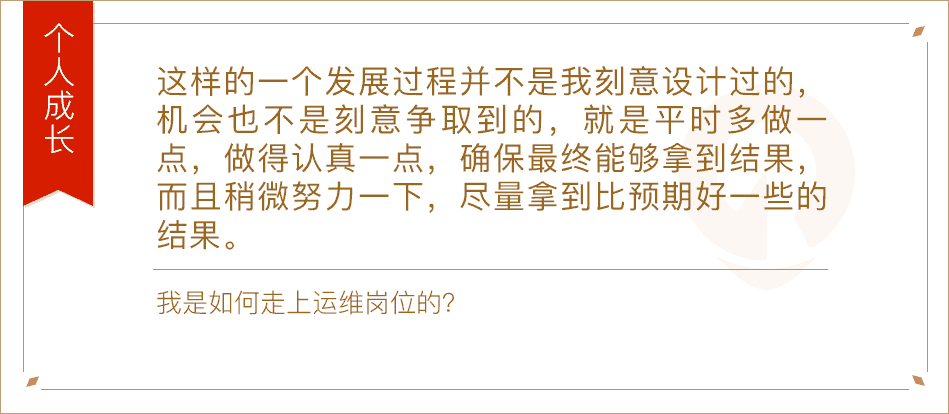 个人成长
这样的一个发展过程并不是我刻意设计过的，
机会也不是刻意争取到的，就是平时多做一
点，做得认真一点，确保最终能够拿到结果，
而且稍微努力一下，尽量拿到比预期好一些的
结果。
我是如何走上运维岗位的？